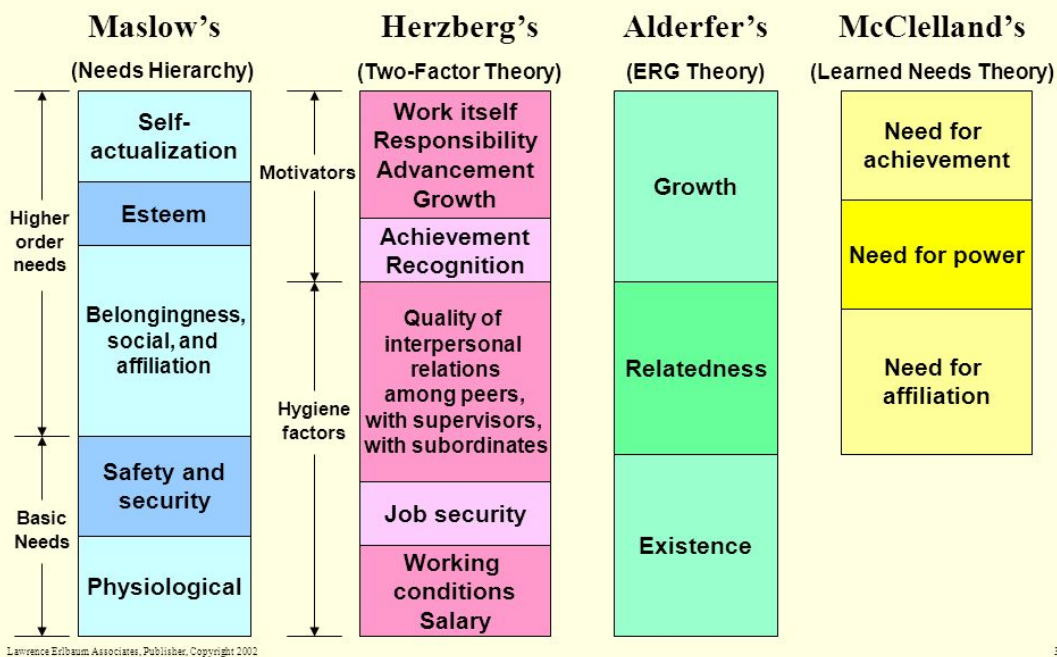 Maslow's
(Needs Hierarchy)
Higher
order
needs
Basic
Needs
Self-
actualization
Esteem
Belongingness,
social, and
affiliation
Safety and
security
Physiological
Herzberg's
(Two-Factor Theory)
Motivators
Hygiene
factors
Work itself
Responsibility
Advancement
Growth
Achievement
Recognition
Quality of
interpersonal
relations
among peers,
with supervisors,
with subordinates
Job security
Working
conditions
Salary
Alderfer's
(ERG Theory)
Growth
Relatedness
Existence
McClelland's
(Learned Needs Theory)
Need for
achievement
Need for power
Need for
affiliation
Lawrence Erlbaum Associates, Publisher, Copyright 2002